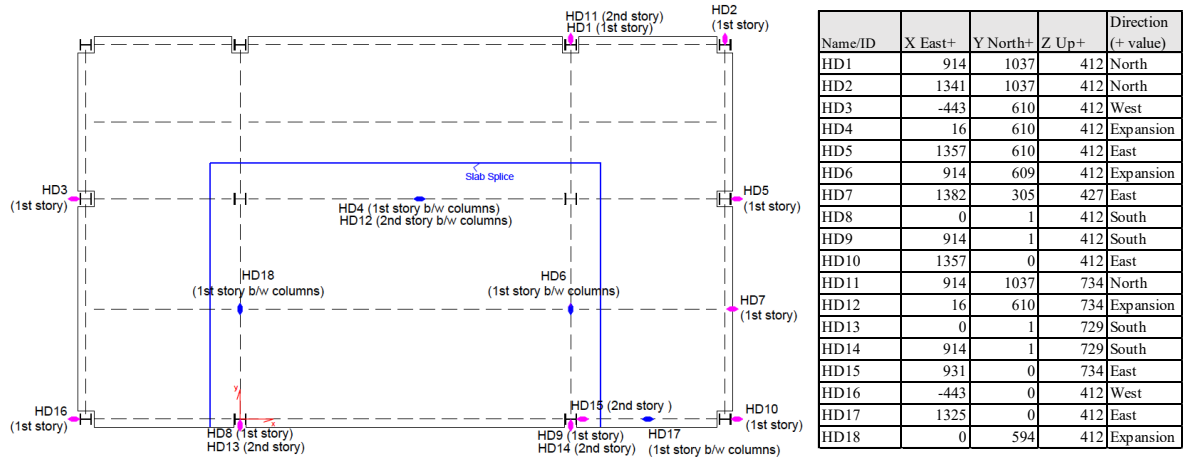 HD11 (2nd story)
HD1 (1st story)
HD2
(1st story)
Slab Splice
HD3
(1st story)
HD4 (1st story b/w columns)
HD12 (2nd story b/w columns)
HD5
(1st story)
HD18
(1st story b/w columns)
HD6
(1st story b/w columns)
HD7
(1st story)
y
x
HD16
(1st story)
HD8 (1st story)
HD13 (2nd story)
HD15 (2nd story )
HD9 (1st story)
HD14 (2nd story)
HD17
(1st story b/w columns)
HD10
(1st story)
Name/ID X East+ Y North+ Z Up+ Direction (+ value)
HD1 914 1037 412 North
HD2 1341 1037 412 North
HD3 -443 610 412 West
HD4 16 610 412 Expansion
HD5 1357 610 412 East
HD6 914 609 412 Expansion
HD7 1382 305 427 East
HD8 0 1 412 South
HD9 914 1 412 South
HD10 1357 0 412 East
HD11 914 1037 734 North
HD12 16 610 734 Expansion
HD13 0 1 729 South
HD14 914 1 729 South
HD15 931 0 734 East
HD16 -443 0 412 West
HD17 1325 0 412 East
HD18 0 594 412 Expansion